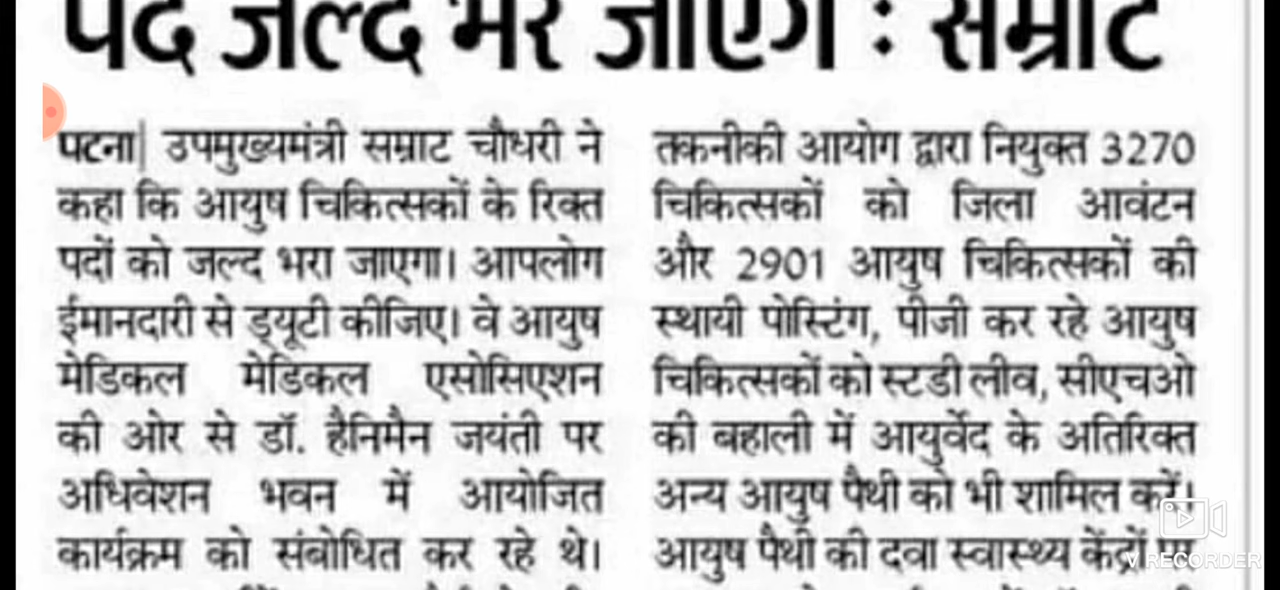 पद जल्द भरे जाएंगे : सम्राट
पटना| उपमुख्यमंत्री सम्राट चौधरी ने
कहा कि आयुष चिकित्सकों के रिक्त
पदों को जल्द भरा जाएगा। आपलोग
ईमानदारी से ड्यूटी कीजिए। वे आयुष
मेडिकल मेडिकल एसोसिएशन
की ओर से डॉ. हैनिमैन जयंती पर
अधिवेशन भवन में आयोजित
कार्यक्रम को संबोधित कर रहे थे।
तकनीकी आयोग द्वारा नियुक्त 3270
चिकित्सकों को जिला आवंटन
और 2901 आयुष चिकित्सकों की
स्थायी पोस्टिंग, पीजी कर रहे आयुष
चिकित्सकों को स्टडी लीव, सीएचओ
की बहाली में आयुर्वेद के अतिरिक्त
अन्य आयुष पैथी को भी शामिल करें।
आयुष पैथी की दवा स्वास्थ्य केंद्रों पर
V RECORDER